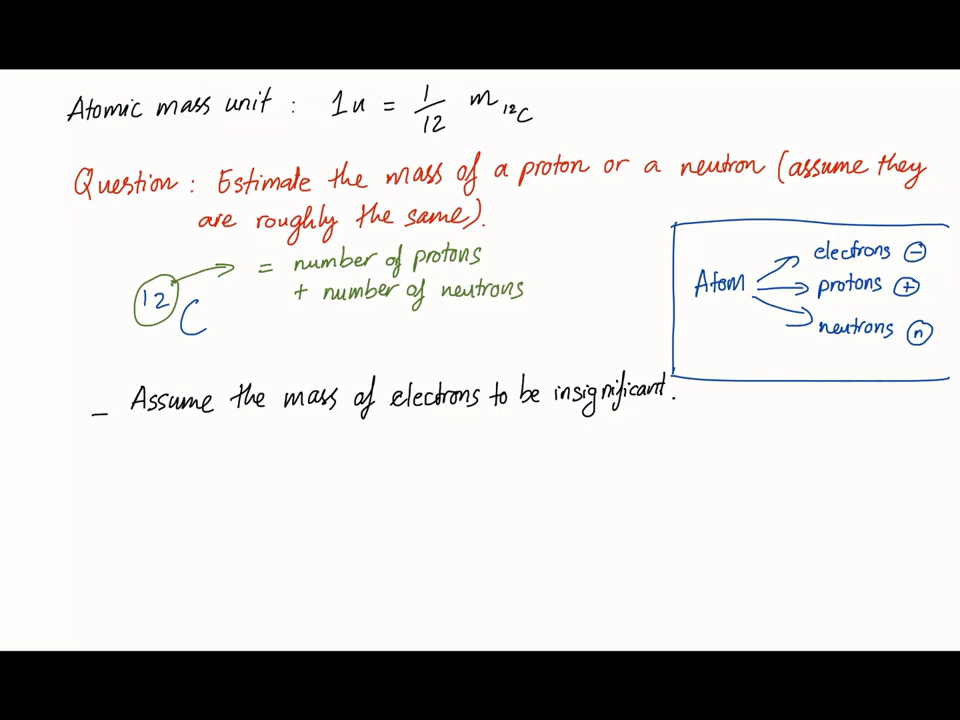 Atomic mass unit : 1u = 1/12 m ¹²C
Question : Estimate the mass of a proton or a neutron (assume they
are roughly the same).
¹²C = number of protons
+ number of neutrons
Atom
electrons −
protons +
neutrons n
_ Assume the mass of electrons to be insignificant.